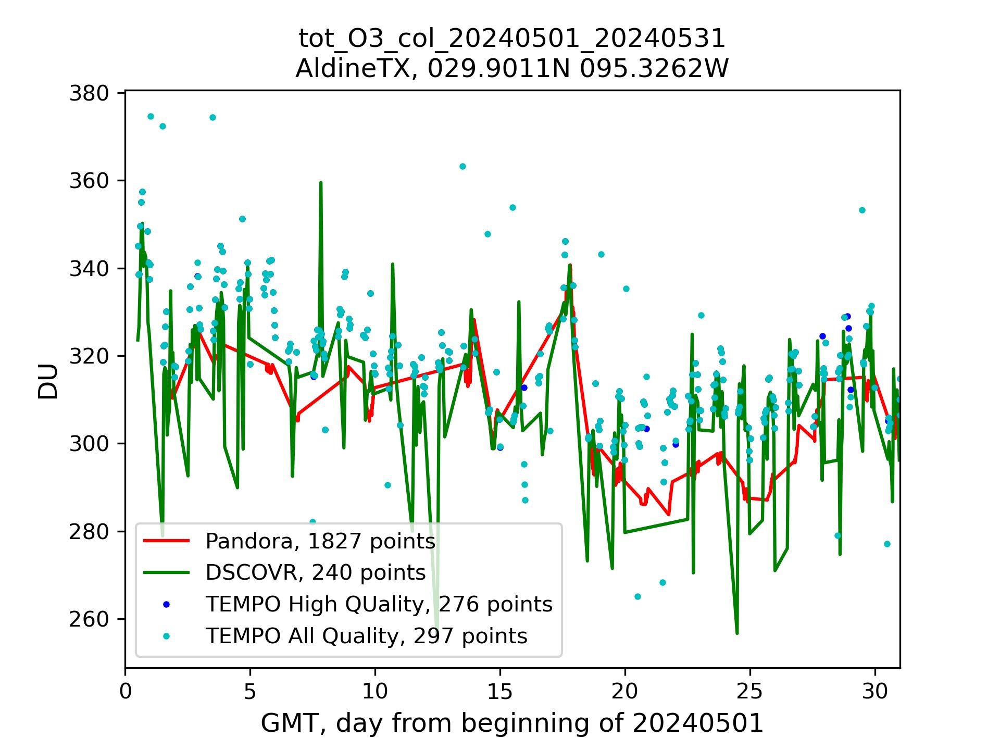 tot_O3_col_20240501_20240531
AldineTX, 029.9011N 095.3262W
380
360
340
320
300
280
260
DU
Pandora, 1827 points
DSCOVR, 240 points
TEMPO High QUality, 276 points
TEMPO All Quality, 297 points
0 5 10 15 20 25 30
GMT, day from beginning of 20240501